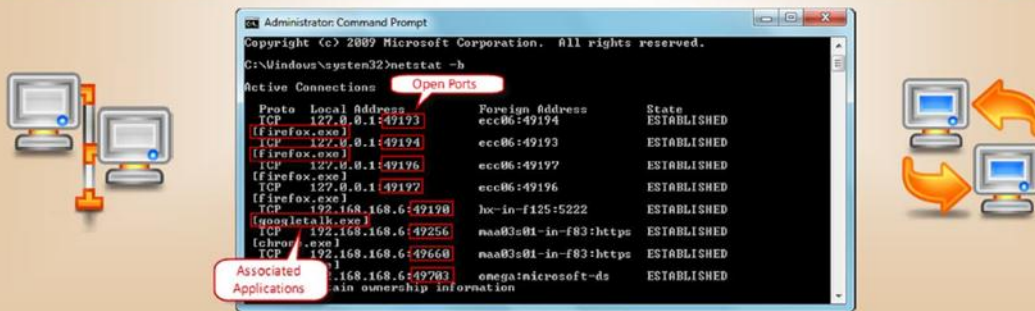 Administrator: Command Prompt
Copyright (c) 2009 Microsoft Corporation.  All rights reserved.
C:\Windows\system32>netstat -b
Open Ports
Active Connections
Proto  Local Address          Foreign Address        State
TCP    127.0.0.1:49193        ecc06:49194            ESTABLISHED
[firefox.exe]
TCP    127.0.0.1:49194        ecc06:49193            ESTABLISHED
[firefox.exe]
TCP    127.0.0.1:49196        ecc06:49197            ESTABLISHED
[firefox.exe]
TCP    127.0.0.1:49197        ecc06:49196            ESTABLISHED
[firefox.exe]
TCP    192.168.168.6:49190    hx-in-f125:5222        ESTABLISHED
[googletalk.exe]
TCP    192.168.168.6:49256    maa03s01-in-f83:https  ESTABLISHED
[chrome.exe]
TCP    192.168.168.6:49660    maa03s01-in-f83:https  ESTABLISHED
.168.168.6:49703    omega:microsoft-ds     ESTABLISHED
ownership information
Associated
Applications